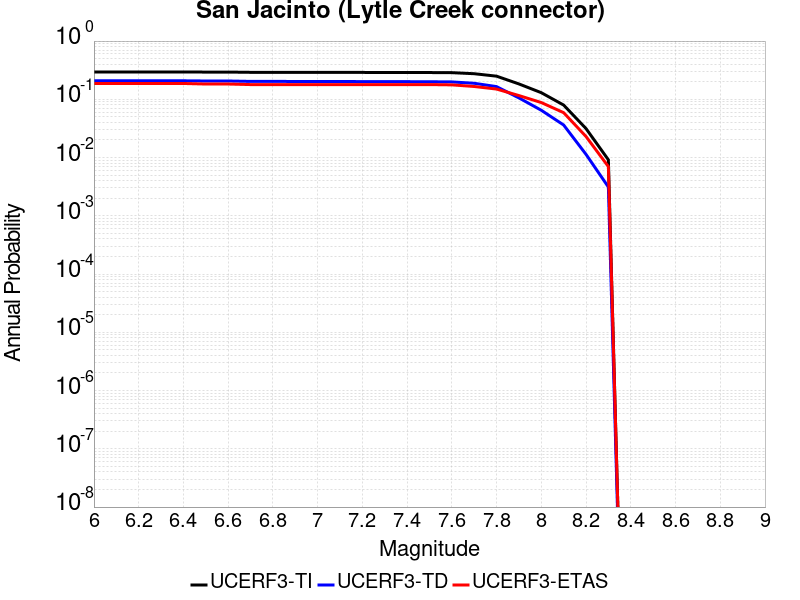 San Jacinto (Lytle Creek connector)
10^0
10^-1
10^-2
10^-3
10^-4
10^-5
10^-6
10^-7
10^-8
Annual Probability
6 6.2 6.4 6.6 6.8 7 7.2 7.4 7.6 7.8 8 8.2 8.4 8.6 8.8 9
Magnitude
UCERF3-TI UCERF3-TD UCERF3-ETAS